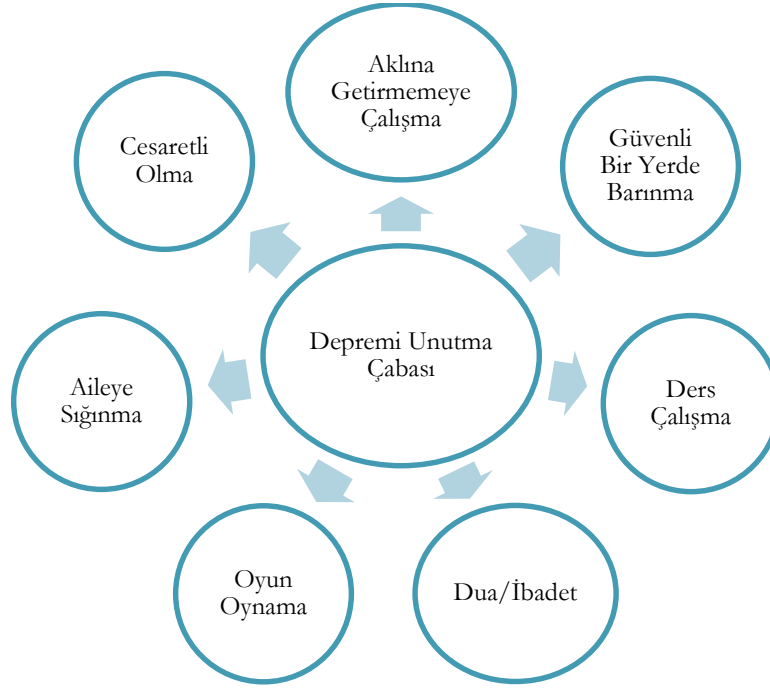 Aklına
Getirmemeye
Çalışma
Güvenli
Bir Yerde
Barınma
Ders
Çalışma
Dua/İbadet
Oyun
Oynama
Aileye
Sığınma
Cesaretli
Olma
Depremi Unutma
Çabası